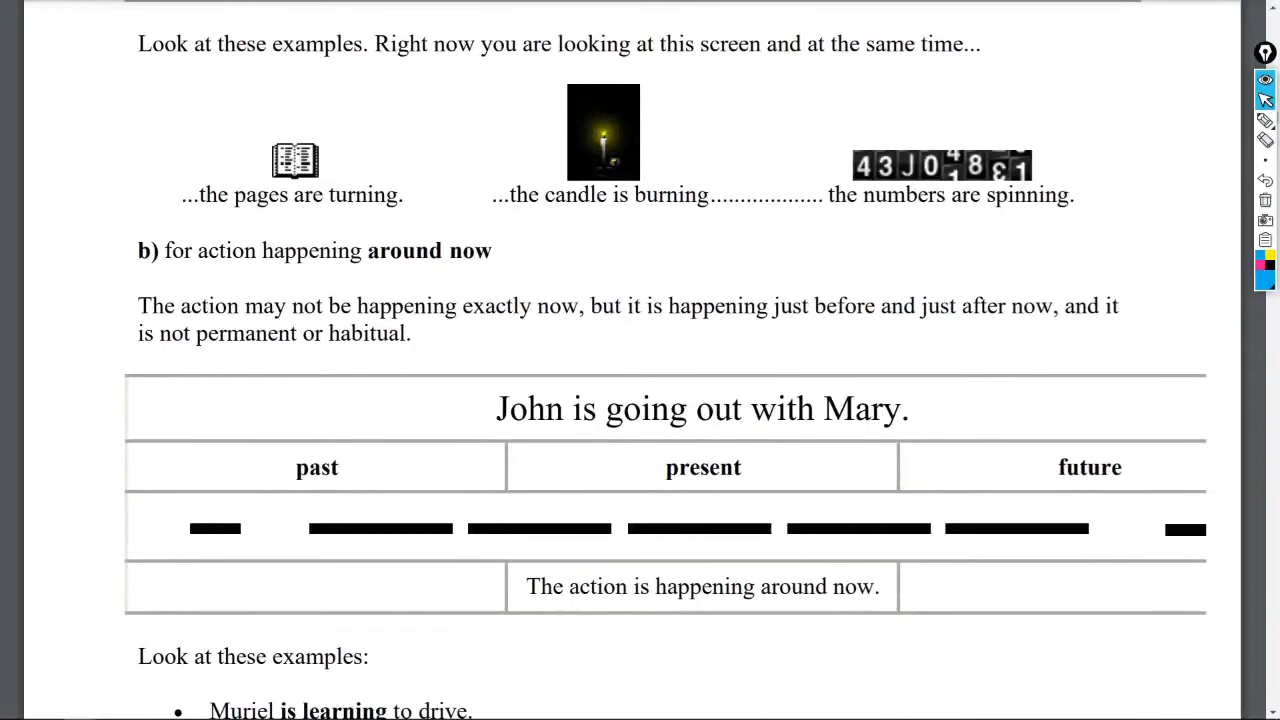 Look at these examples. Right now you are looking at this screen and at the same time...
...the pages are turning. ...the candle is burning................... the numbers are spinning.
b) for action happening around now
The action may not be happening exactly now, but it is happening just before and just after now, and it
is not permanent or habitual.
John is going out with Mary.
past present future
The action is happening around now.
Look at these examples:
• Muriel is learning to drive.